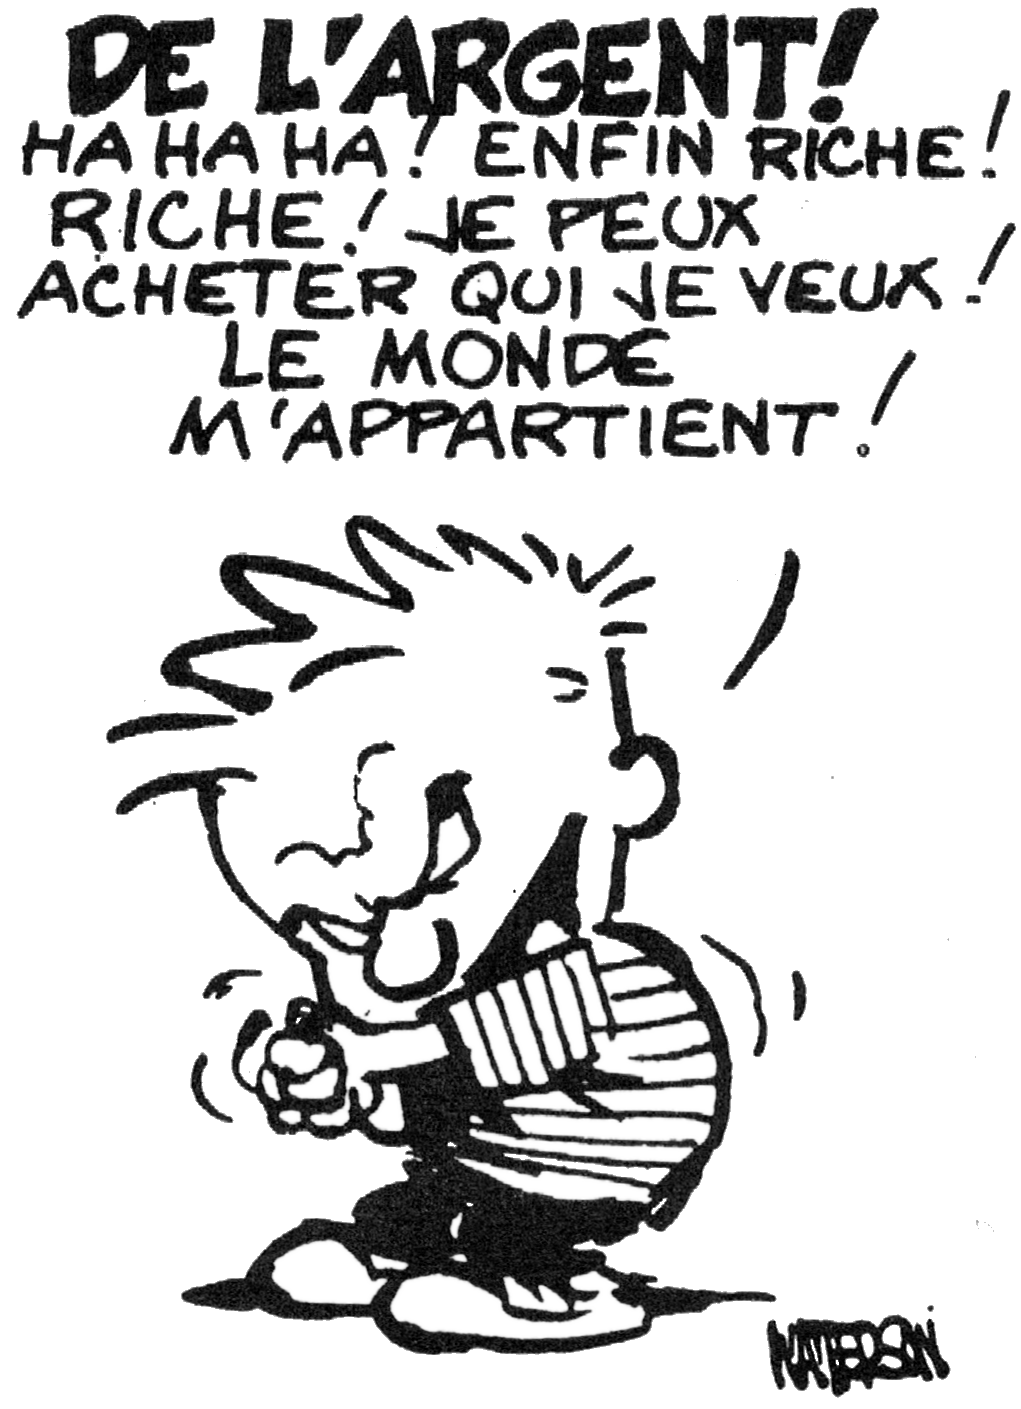 DE L'ARGENT!
HA HA HA! ENFIN RICHE!
RICHE! JE PEUX
ACHETER QUI JE VEUX!
LE MONDE
M'APPARTIENT!
WATTERSON